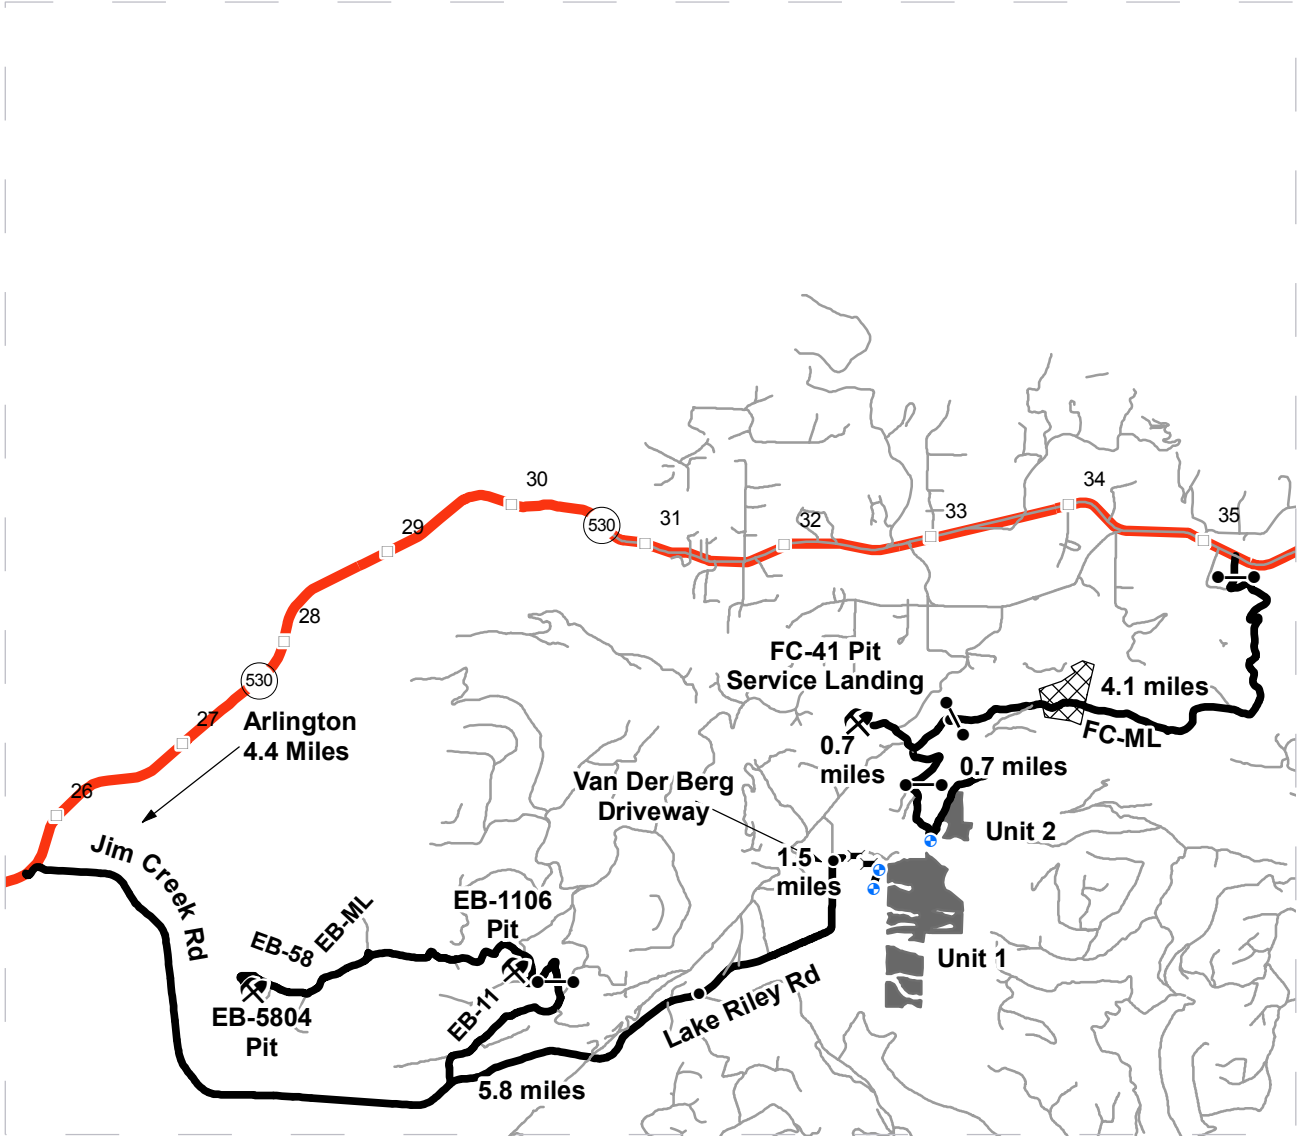 30
34
35
33
32
31
530
29
28
FC-41 Pit
Service Landing
530
4.1 miles
27
Arlington
4.4 Miles
FC-ML
0.7
miles
0.7 miles
Van Der Berg
Driveway
26
Unit 2
Jim Creek Rd
1.5
miles
EB-1106
Pit
EB-ML
EB-58
Unit 1
EB-11
Lake Riley Rd
EB-5804
Pit
5.8 miles